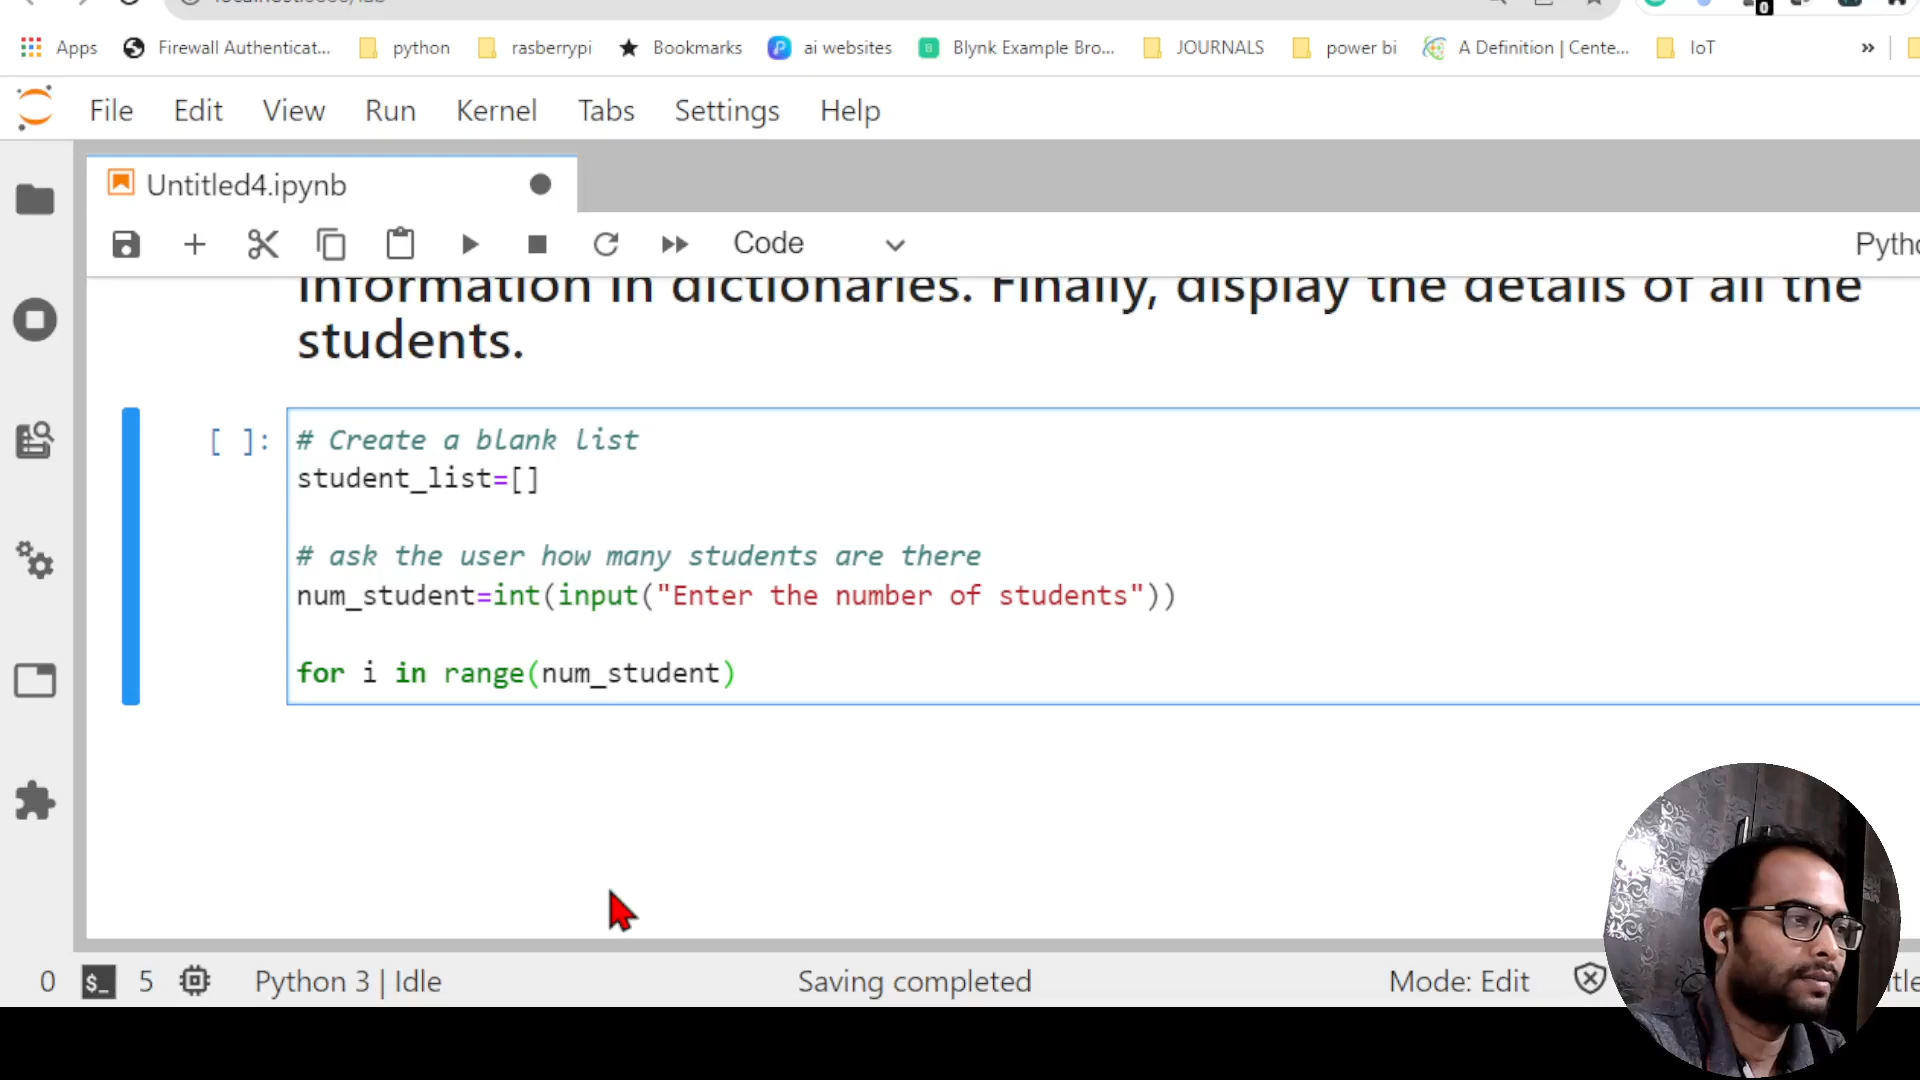 Apps Firewall Authenticat... python rasberrypi Bookmarks ai websites Blynk Example Bro... JOURNALS power bi A Definition | Cente... IoT »
File Edit View Run Kernel Tabs Settings Help
Untitled4.ipynb
Code
information in dictionaries. Finally, display the details of all the
students.
[ ]: # Create a blank list
student_list=[]
# ask the user how many students are there
num_student=int(input("Enter the number of students"))
for i in range(num_student)
0 $_ 5 Python 3 | Idle Saving completed Mode: Edit